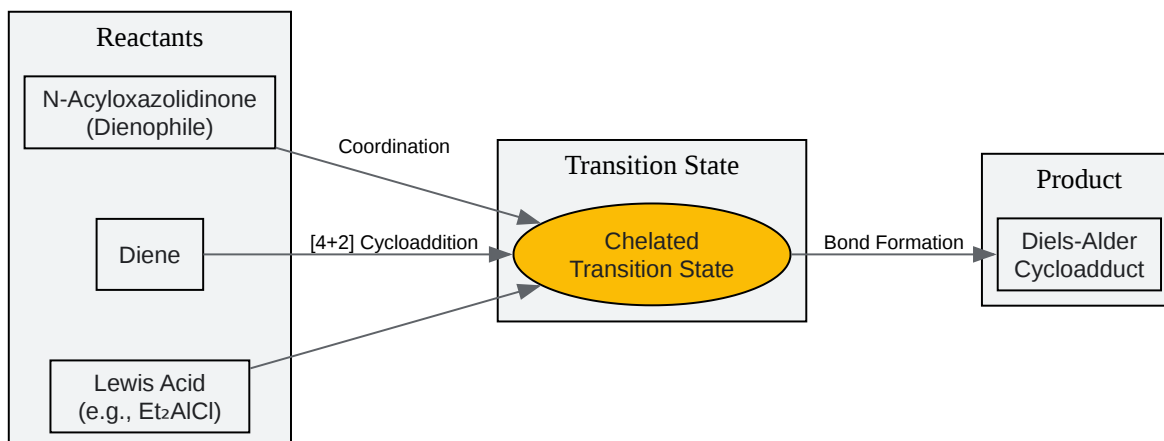 Reactants
N-Acyloxazolidinone
(Dienophile)
Diene
Lewis Acid
(e.g., Et₂AlCl)
Coordination
[4+2] Cycloaddition
Transition State
Chelated
Transition State
Bond Formation
Product
Diels-Alder
Cycloadduct